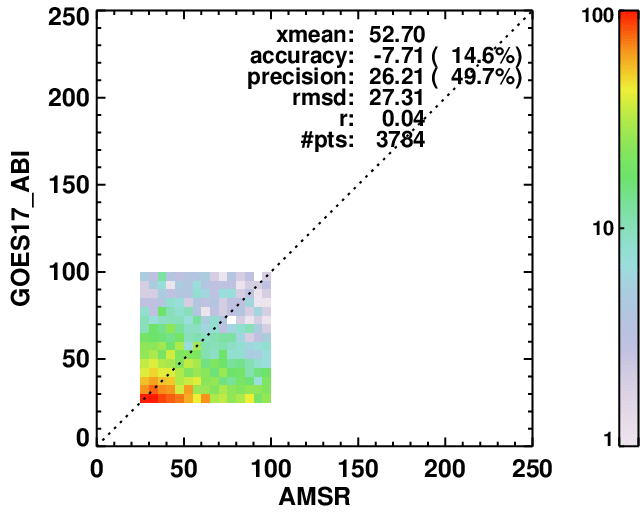 250
200
150
100
50
0
0 50 100 150 200 250
AMSR
GOES17_ABI
xmean: 52.70
accuracy: -7.71 ( 14.6%)
precision: 26.21 ( 49.7%)
rmsd: 27.31
r: 0.04
#pts: 3784
100
10
1